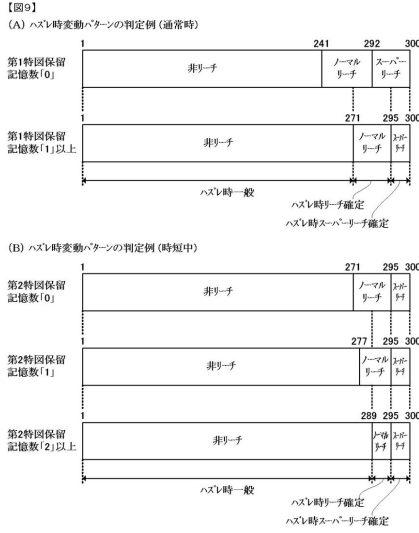 【図9】
(A) ハズレ時変動パターンの判定例(通常時)
1 241 292 300
第1特図保留
記憶数「0」
非リーチ
ノーマル
リーチ
スーパー
リーチ
1 271 295 300
第1特図保留
記憶数「1」以上
非リーチ
ノーマル
リーチ
スーパー
リーチ
ハズレ時一般
ハズレ時リーチ確定
ハズレ時スーパーリーチ確定
(B) ハズレ時変動パターンの判定例(時短中)
1 271 295 300
第2特図保留
記憶数「0」
非リーチ
ノーマル
リーチ
スーパー
リーチ
1 277 295 300
第2特図保留
記憶数「1」
非リーチ
ノーマル
リーチ
スーパー
リーチ
1 289 295 300
第2特図保留
記憶数「2」以上
非リーチ
ノーマル
リーチ
スーパー
リーチ
ハズレ時一般
ハズレ時リーチ確定
ハズレ時スーパーリーチ確定